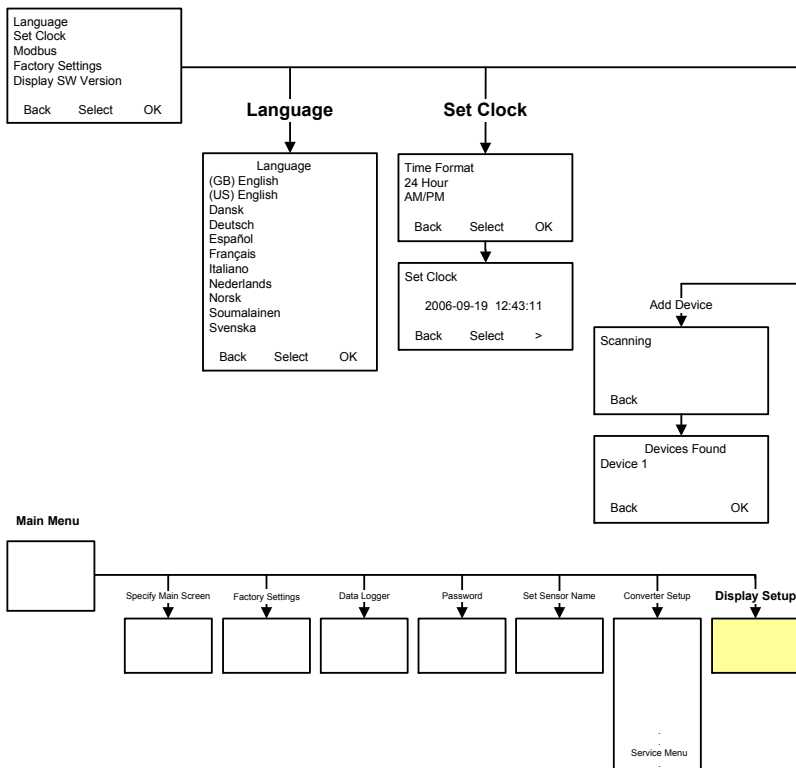 Language
Set Clock
Modbus
Factory Settings
Display SW Version
Back Select OK
Language
Set Clock
Language
(GB) English
(US) English
Dansk
Deutsch
Español
Français
Italiano
Nederlands
Norsk
Soumalainen
Svenska
Back Select OK
Time Format
24 Hour
AM/PM
Back Select OK
Set Clock
2006-09-19 12:43:11
Back Select >
Add Device
Scanning
Back
Devices Found
Device 1
Back OK
Main Menu
Specify Main Screen
Factory Settings
Data Logger
Password
Set Sensor Name
Converter Setup
Display Setup
.
.
Service Menu
.